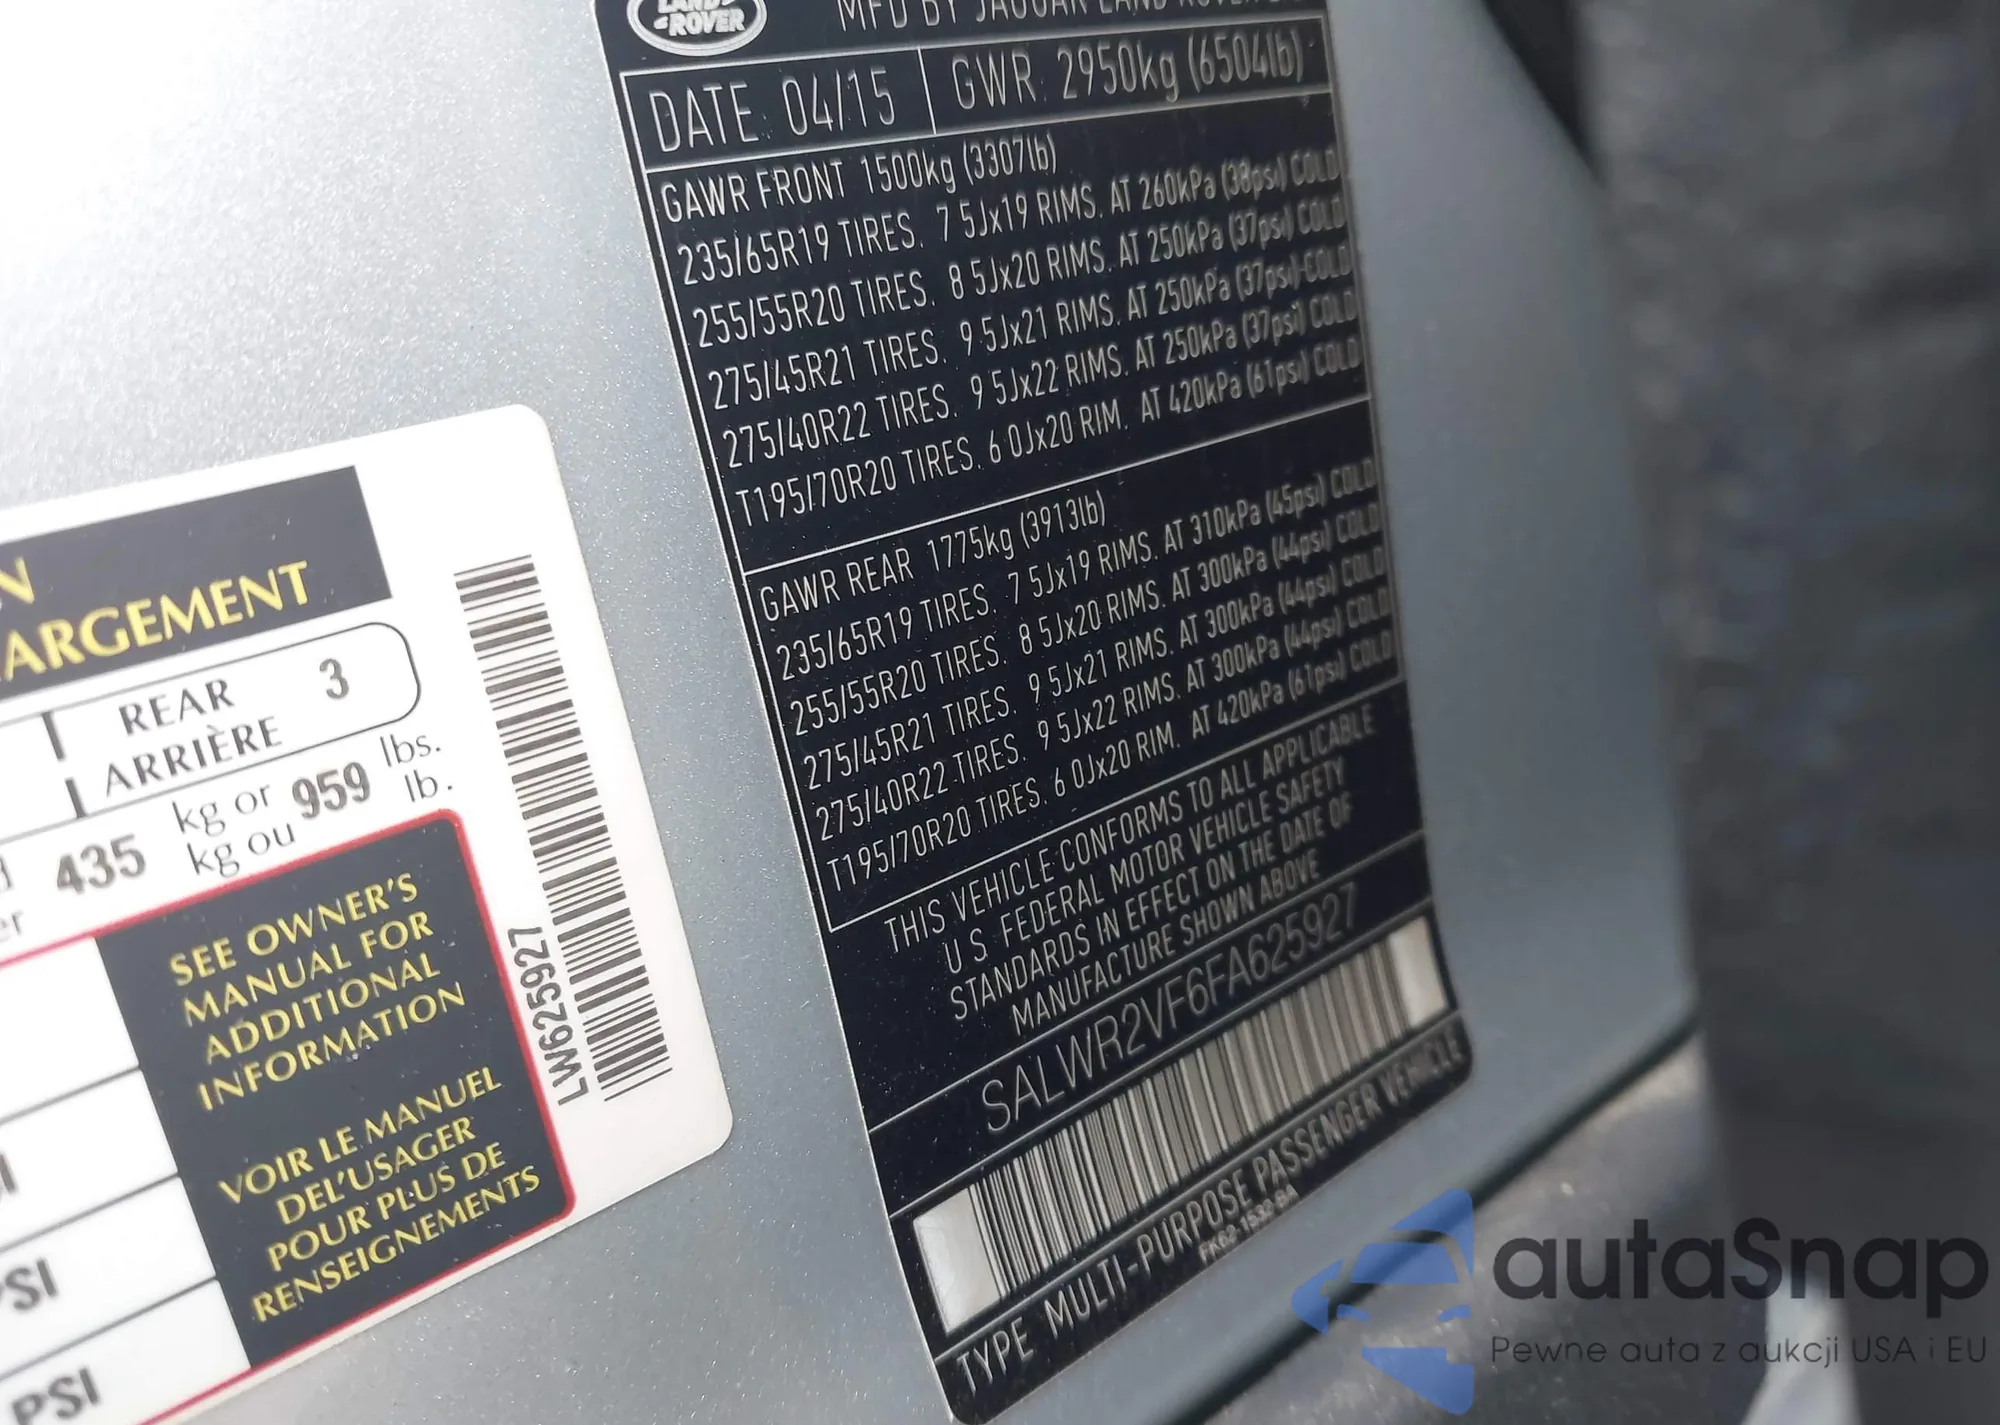 LAND
ROVER
MFD BY JAGUAR LAND ROVER
DATE: 04/15
GWR: 2950kg (6504lb)
GAWR FRONT 1500kg (3307lb)
235/65R19 TIRES. 7.5Jx19 RIMS. AT 260kPa (38psi) COLD
255/55R20 TIRES. 8.5Jx20 RIMS. AT 250kPa (37psi) COLD
275/45R21 TIRES. 9.5Jx21 RIMS. AT 250kPa (37psi) COLD
275/40R22 TIRES. 9.5Jx22 RIMS. AT 250kPa (37psi) COLD
T195/70R20 TIRES. 6.0Jx20 RIM. AT 420kPa (61psi) COLD
GAWR REAR 1775kg (3913lb)
235/65R19 TIRES. 7.5Jx19 RIMS. AT 310kPa (45psi) COLD
255/55R20 TIRES. 8.5Jx20 RIMS. AT 300kPa (44psi) COLD
275/45R21 TIRES. 9.5Jx21 RIMS. AT 300kPa (44psi) COLD
275/40R22 TIRES. 9.5Jx22 RIMS. AT 300kPa (44psi) COLD
T195/70R20 TIRES. 6.0Jx20 RIM. AT 420kPa (61psi) COLD
THIS VEHICLE CONFORMS TO ALL APPLICABLE
U.S. FEDERAL MOTOR VEHICLE SAFETY
STANDARDS IN EFFECT ON THE DATE OF
MANUFACTURE SHOWN ABOVE
SALWR2VF6FA625927
TYPE MULTI-PURPOSE PASSENGER VEHICLE
ARGEMENT
REAR 3
ARRIÈRE
435 kg or 959 lbs.
kg ou lb.
SEE OWNER'S
MANUAL FOR
ADDITIONAL
INFORMATION
VOIR LE MANUEL
DEL'USAGER
POUR PLUS DE
RENSEIGNEMENTS
PSI
PSI
LW625927
autaSnap
Pewne auta z aukcji USA i EU